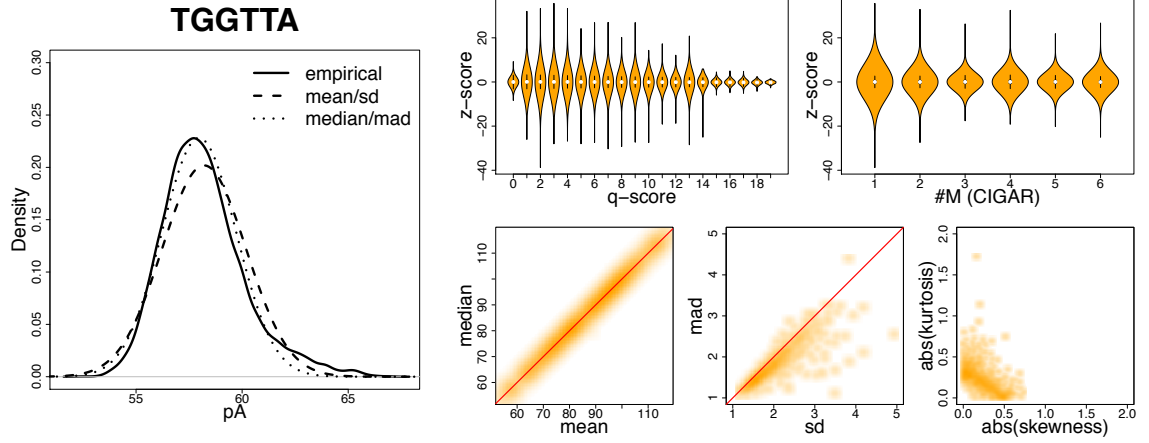 TGGTTA
empirical
mean/sd
median/mad
0.30
0.25
0.20
0.15
0.10
0.05
0.00
Density
55 60 65
pA
20
0
−20
−40
z−score
0 2 4 6 8 10 12 14 16 18
q−score
20
0
−20
−40
z−score
1 2 3 4 5 6
#M (CIGAR)
110
90
80
70
60
median
60 70 80 90 110
mean
5
4
3
2
1
mad
1 2 3 4 5
sd
2.0
1.5
1.0
0.5
0.0
abs(kurtosis)
0.0 0.5 1.0 1.5 2.0
abs(skewness)